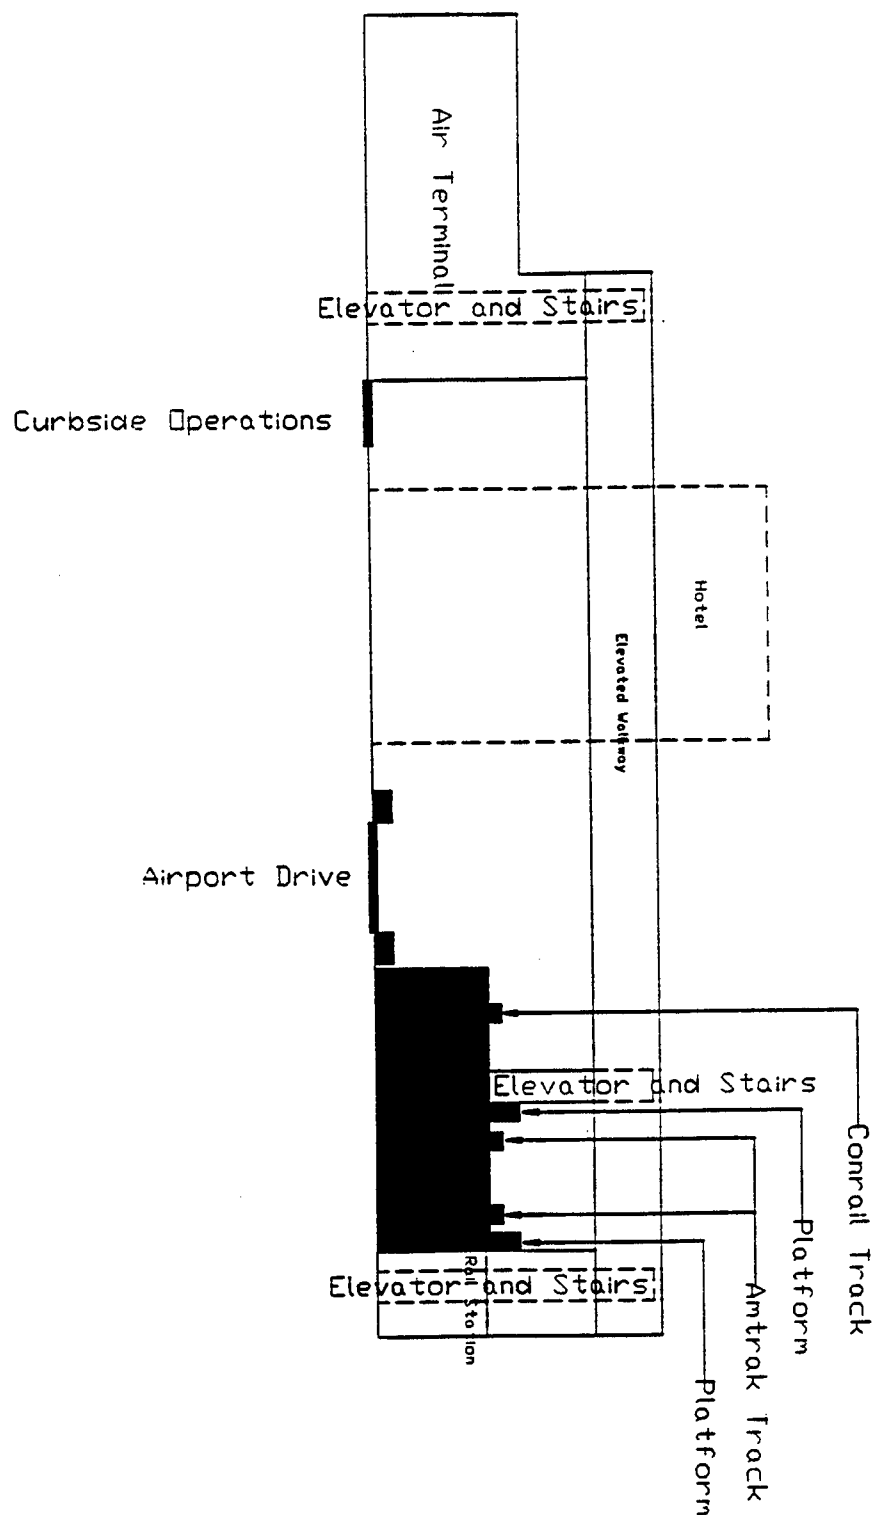 Air Terminal
Elevator and Stairs
Curbside Operations
Hotel
Elevated Walkway
Airport Drive
Elevator and Stairs
Conrail Track
Platform
Amtrak Track
Platform
Elevator and Stairs
Rail Station